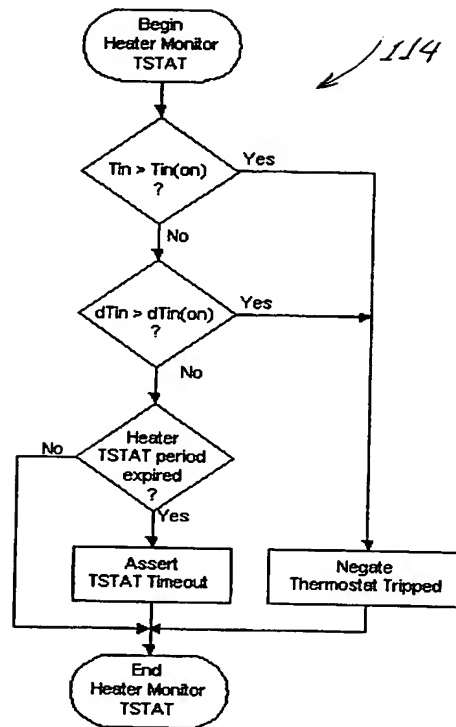 Begin
Heater Monitor
TSTAT
114
Tin > Tin(on)
?
Yes
No
dTin > dTin(on)
?
Yes
No
Heater
TSTAT period
expired
?
No
Yes
Assert
TSTAT Timeout
Negate
Thermostat Tripped
End
Heater Monitor
TSTAT